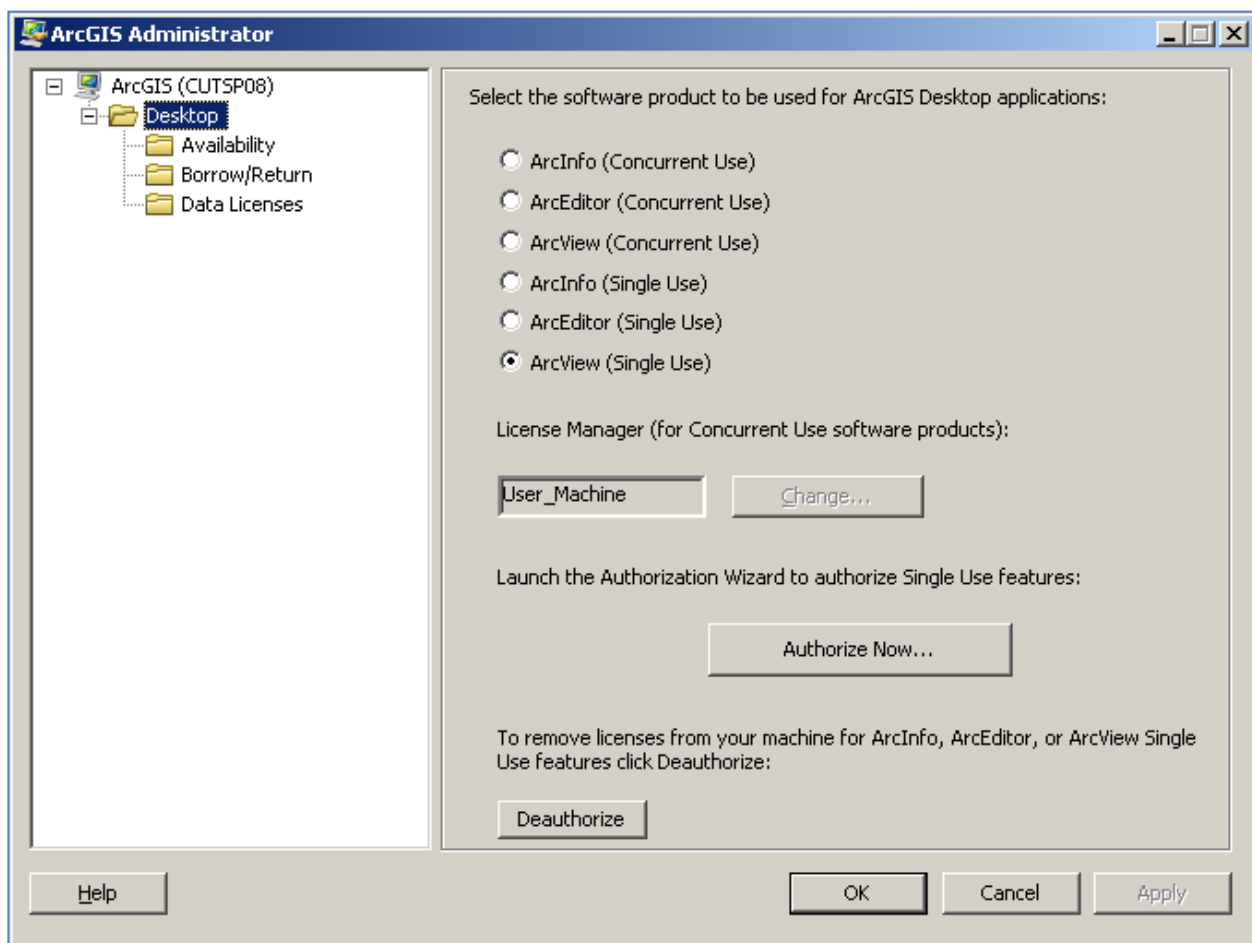 ArcGIS Administrator
ArcGIS (CUTSP08)
Desktop
Availability
Borrow/Return
Data Licenses
Select the software product to be used for ArcGIS Desktop applications:
ArcInfo (Concurrent Use)
ArcEditor (Concurrent Use)
ArcView (Concurrent Use)
ArcInfo (Single Use)
ArcEditor (Single Use)
ArcView (Single Use)
License Manager (for Concurrent Use software products):
User_Machine
Change...
Launch the Authorization Wizard to authorize Single Use features:
Authorize Now...
To remove licenses from your machine for ArcInfo, ArcEditor, or ArcView Single
Use features click Deauthorize:
Deauthorize
Help
OK
Cancel
Apply